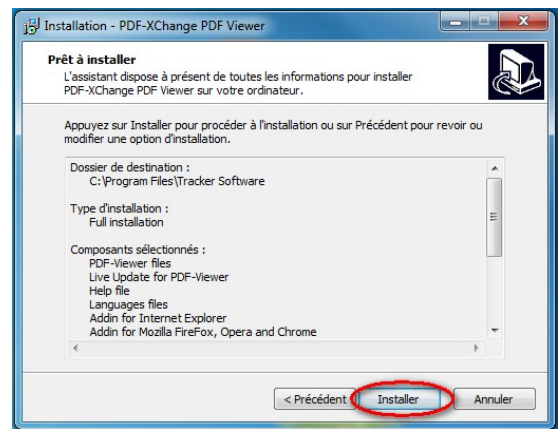 Installation - PDF-XChange PDF Viewer
Prêt à installer
L'assistant dispose à présent de toutes les informations pour installer
PDF-XChange PDF Viewer sur votre ordinateur.
Appuyez sur Installer pour procéder à l'installation ou sur Précédent pour revoir ou
modifier une option d'installation.
Dossier de destination :
C:\Program Files\Tracker Software
Type d'installation :
Full installation
Composants sélectionnés :
PDF-Viewer files
Live Update for PDF-Viewer
Help file
Languages files
Addin for Internet Explorer
Addin for Mozilla FireFox, Opera and Chrome
< Précédent Installer Annuler